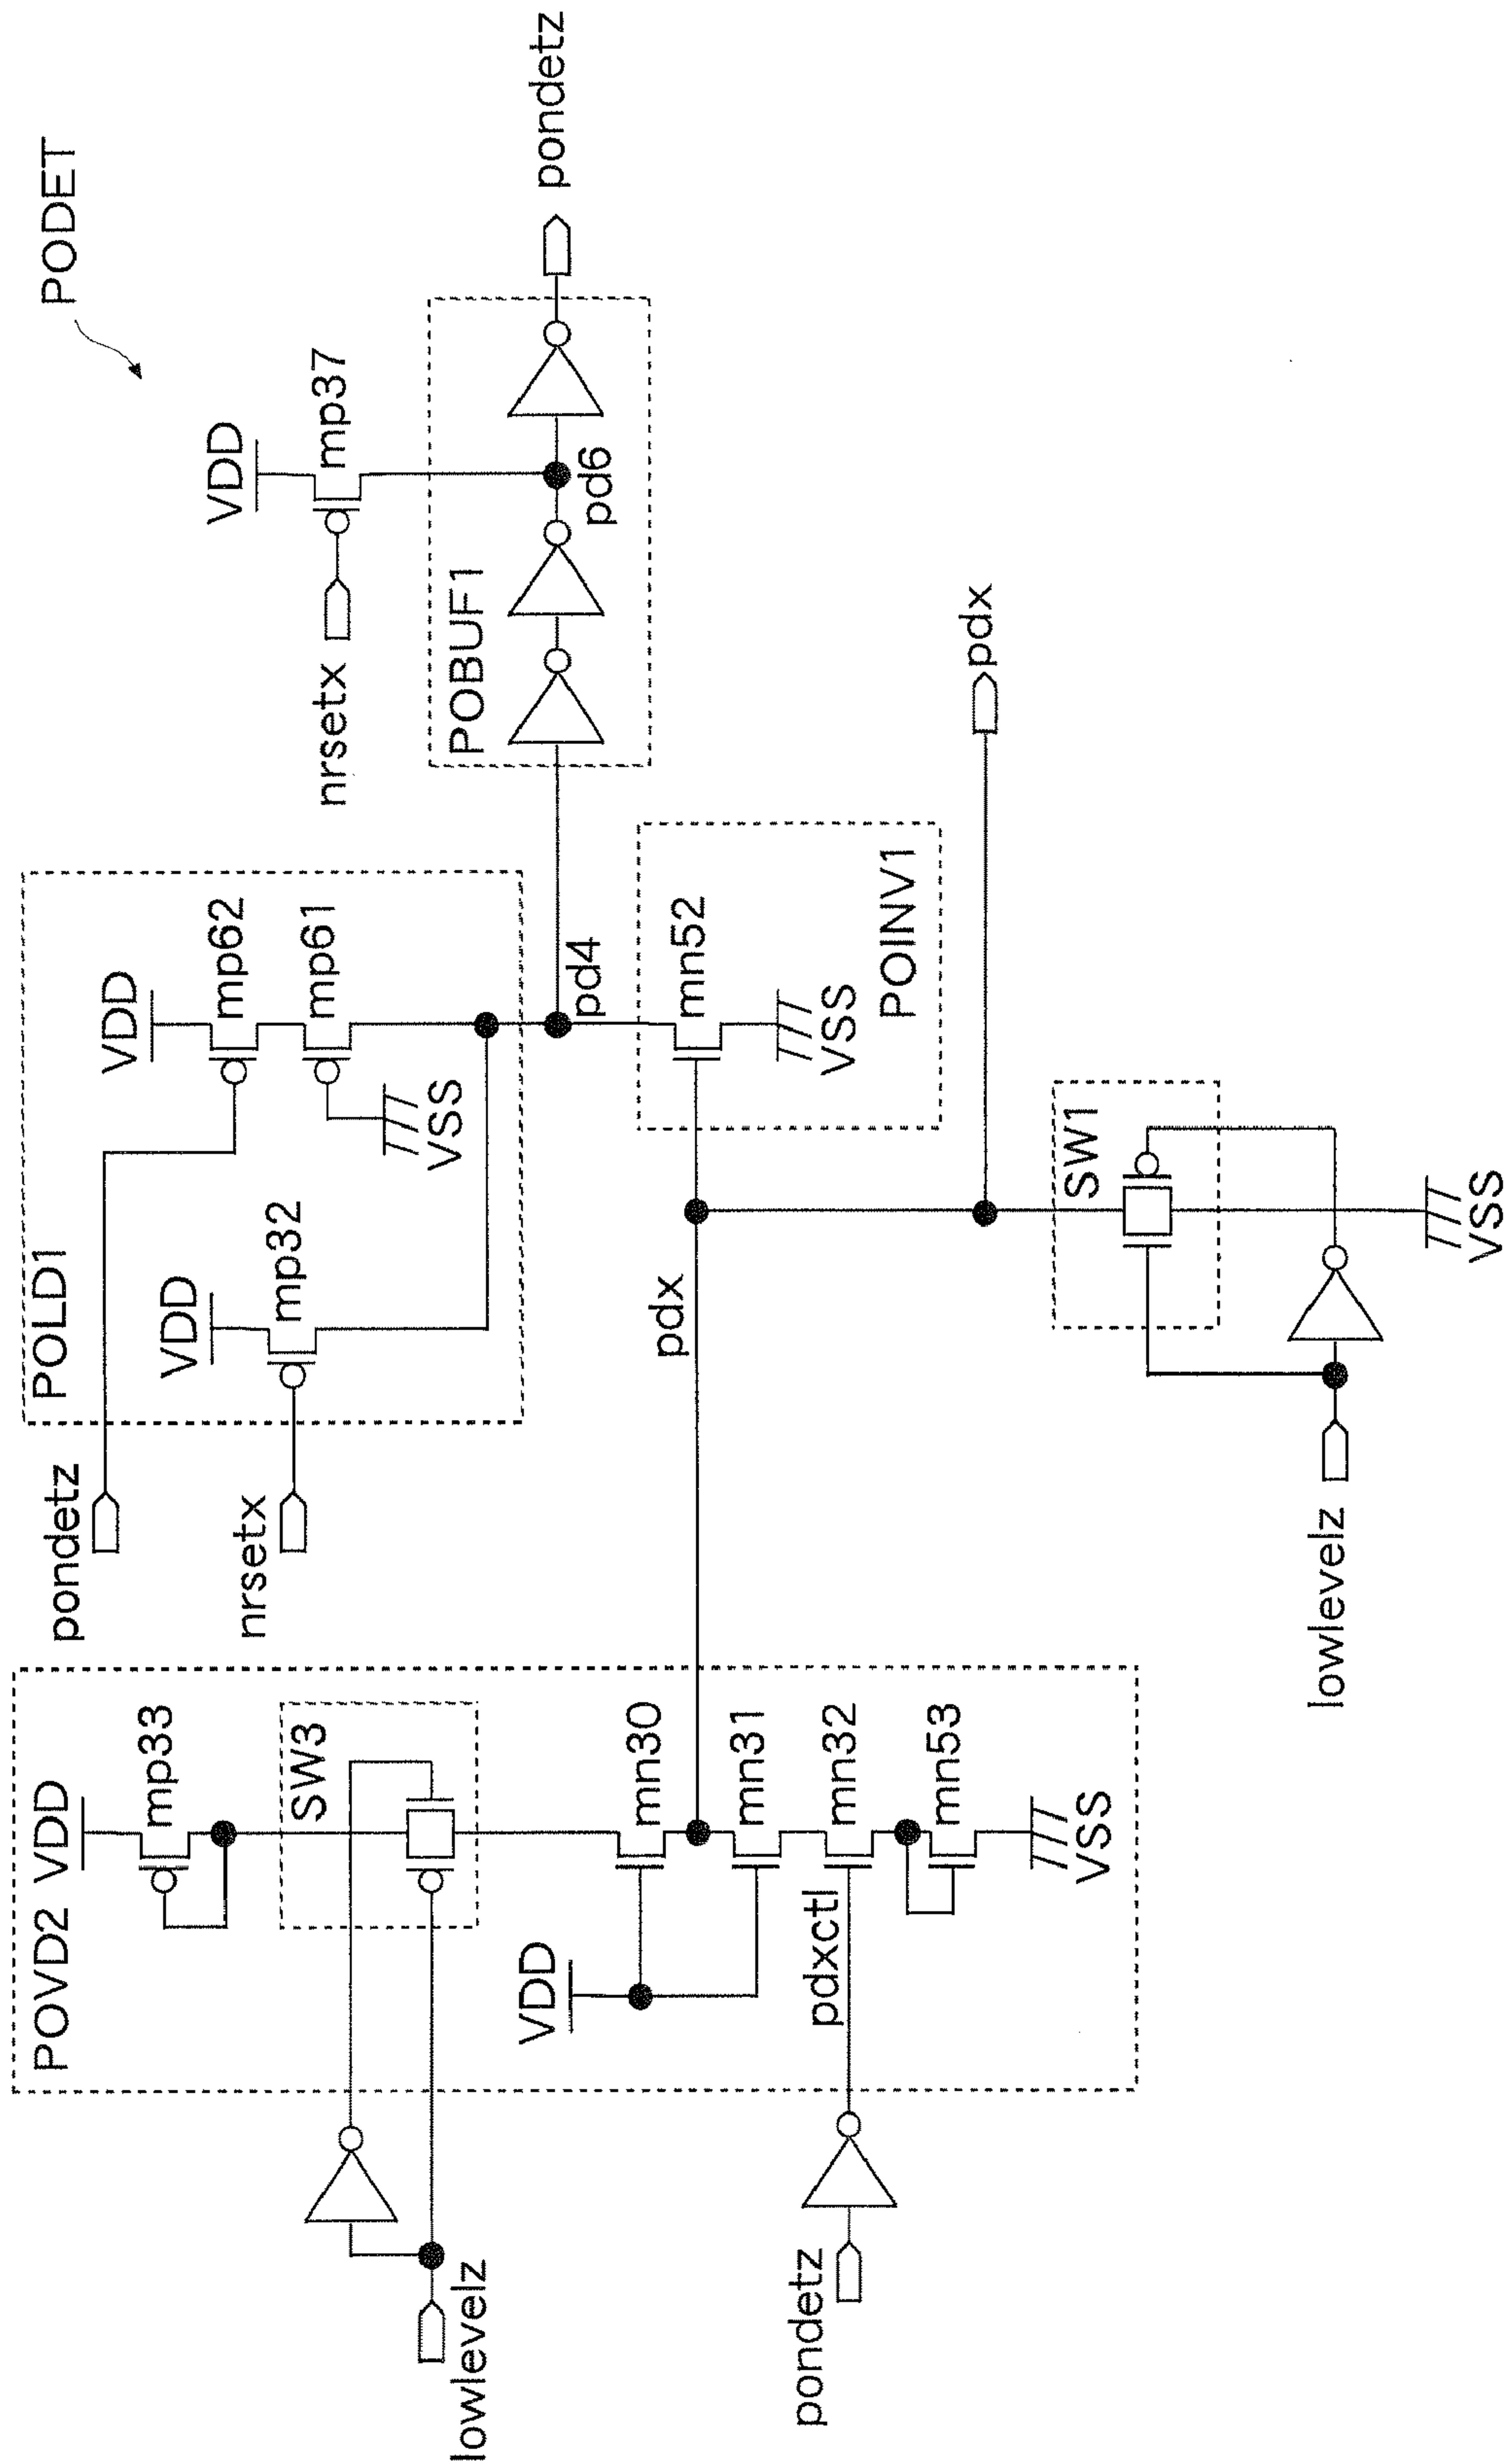 PODET
POVD2
VDD
mp33
SW3
lowlevelz
VDD
mn30
mn31
pdxctl
mn32
mn53
pondetz
VSS
pondetz
nrsetx
POLD1
VDD
mp32
VDD
mp62
mp61
VSS
pd4
pdx
mn52
VSS
POINV1
nrsetx
VDD
mp37
POBUF1
pd6
pondetz
pdx
SW1
lowlevelz
VSS